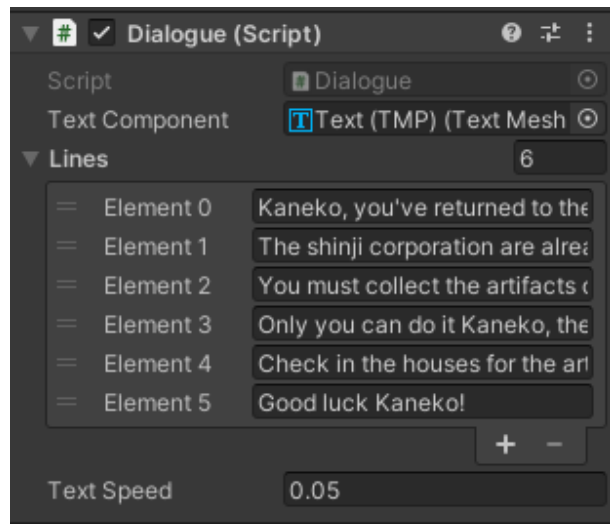 Dialogue (Script)
Script Dialogue
Text Component Text (TMP) (Text Mesh
Lines 6
Element 0 Kaneko, you've returned to the
Element 1 The shinji corporation are alrea
Element 2 You must collect the artifacts
Element 3 Only you can do it Kaneko, the
Element 4 Check in the houses for the art
Element 5 Good luck Kaneko!
+ -
Text Speed 0.05